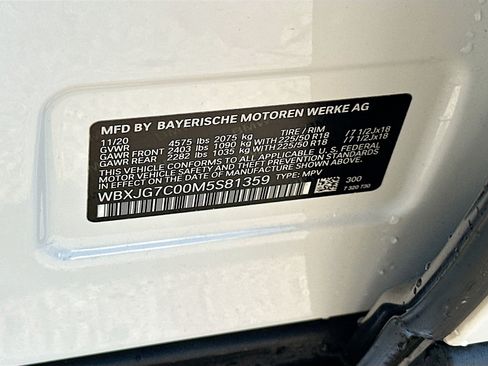 MFD BY BAYERISCHE MOTOREN WERKE AG
11/20 TIRE / RIM
GVWR 4575 lbs 2075 kg
GAWR FRONT 2403 lbs 1090 kg WITH 225/50 R18 / 7 1/2Jx18
GAWR REAR 2282 lbs 1035 kg WITH 225/50 R18 / 7 1/2Jx18
THIS VEHICLE CONFORMS TO ALL APPLICABLE U.S. FEDERAL
MOTOR VEHICLE SAFETY AND THEFT PREVENTION STANDARDS
IN EFFECT ON THE DATE OF MANUFACTURE SHOWN ABOVE.
WBXJG7C00M5S81359 TYPE: MPV
300
7 320 730